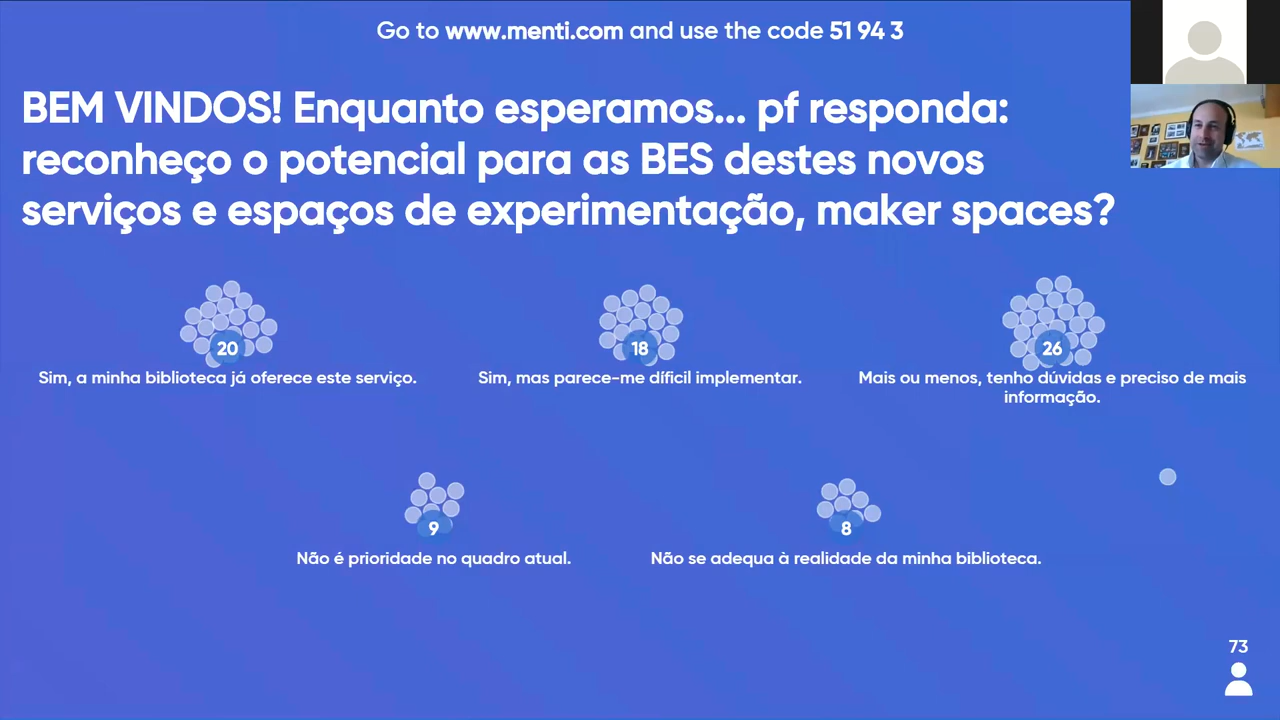 Go to www.menti.com and use the code 51 94 3
BEM VINDOS! Enquanto esperamos... pf responda:
reconheço o potencial para as BES destes novos
serviços e espaços de experimentação, maker spaces?
20
Sim, a minha biblioteca já oferece este serviço.
18
Sim, mas parece-me díficil implementar.
26
Mais ou menos, tenho dúvidas e preciso de mais
informação.
9
Não é prioridade no quadro atual.
8
Não se adequa à realidade da minha biblioteca.
73